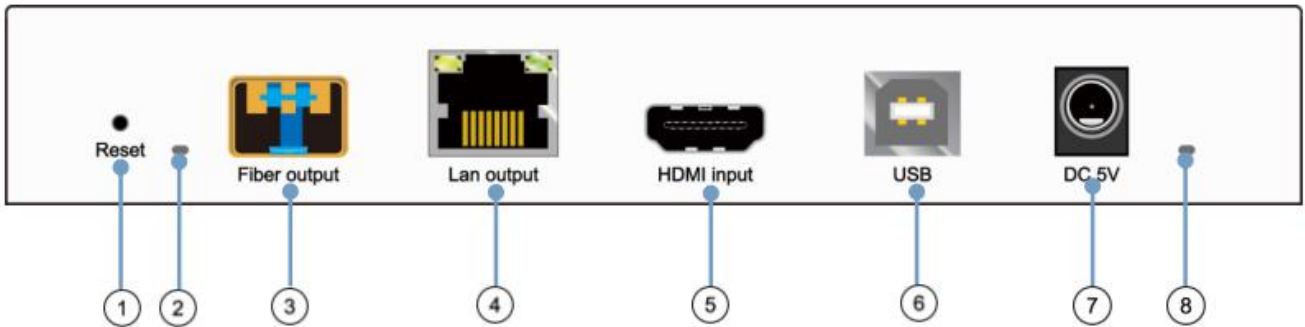 Reset
Fiber output
Lan output
HDMI input
USB
DC 5V
1 2 3 4 5 6 7 8